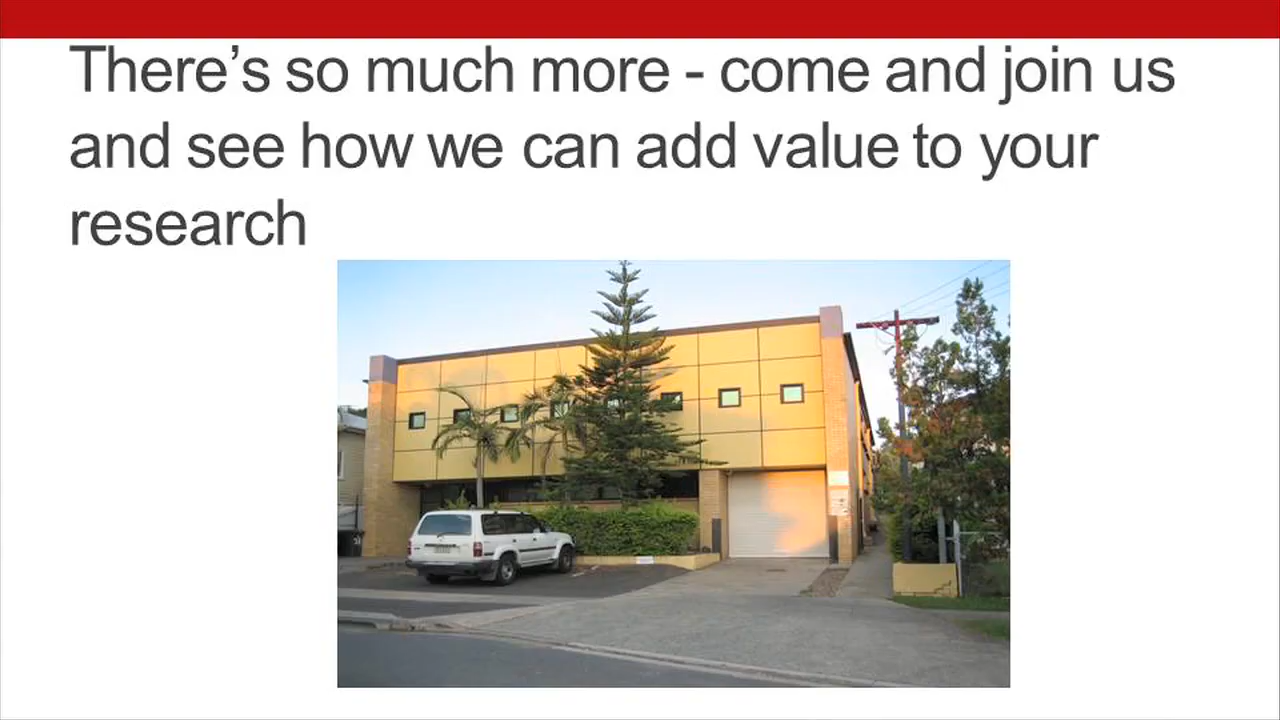 There’s so much more - come and join us
and see how we can add value to your
research